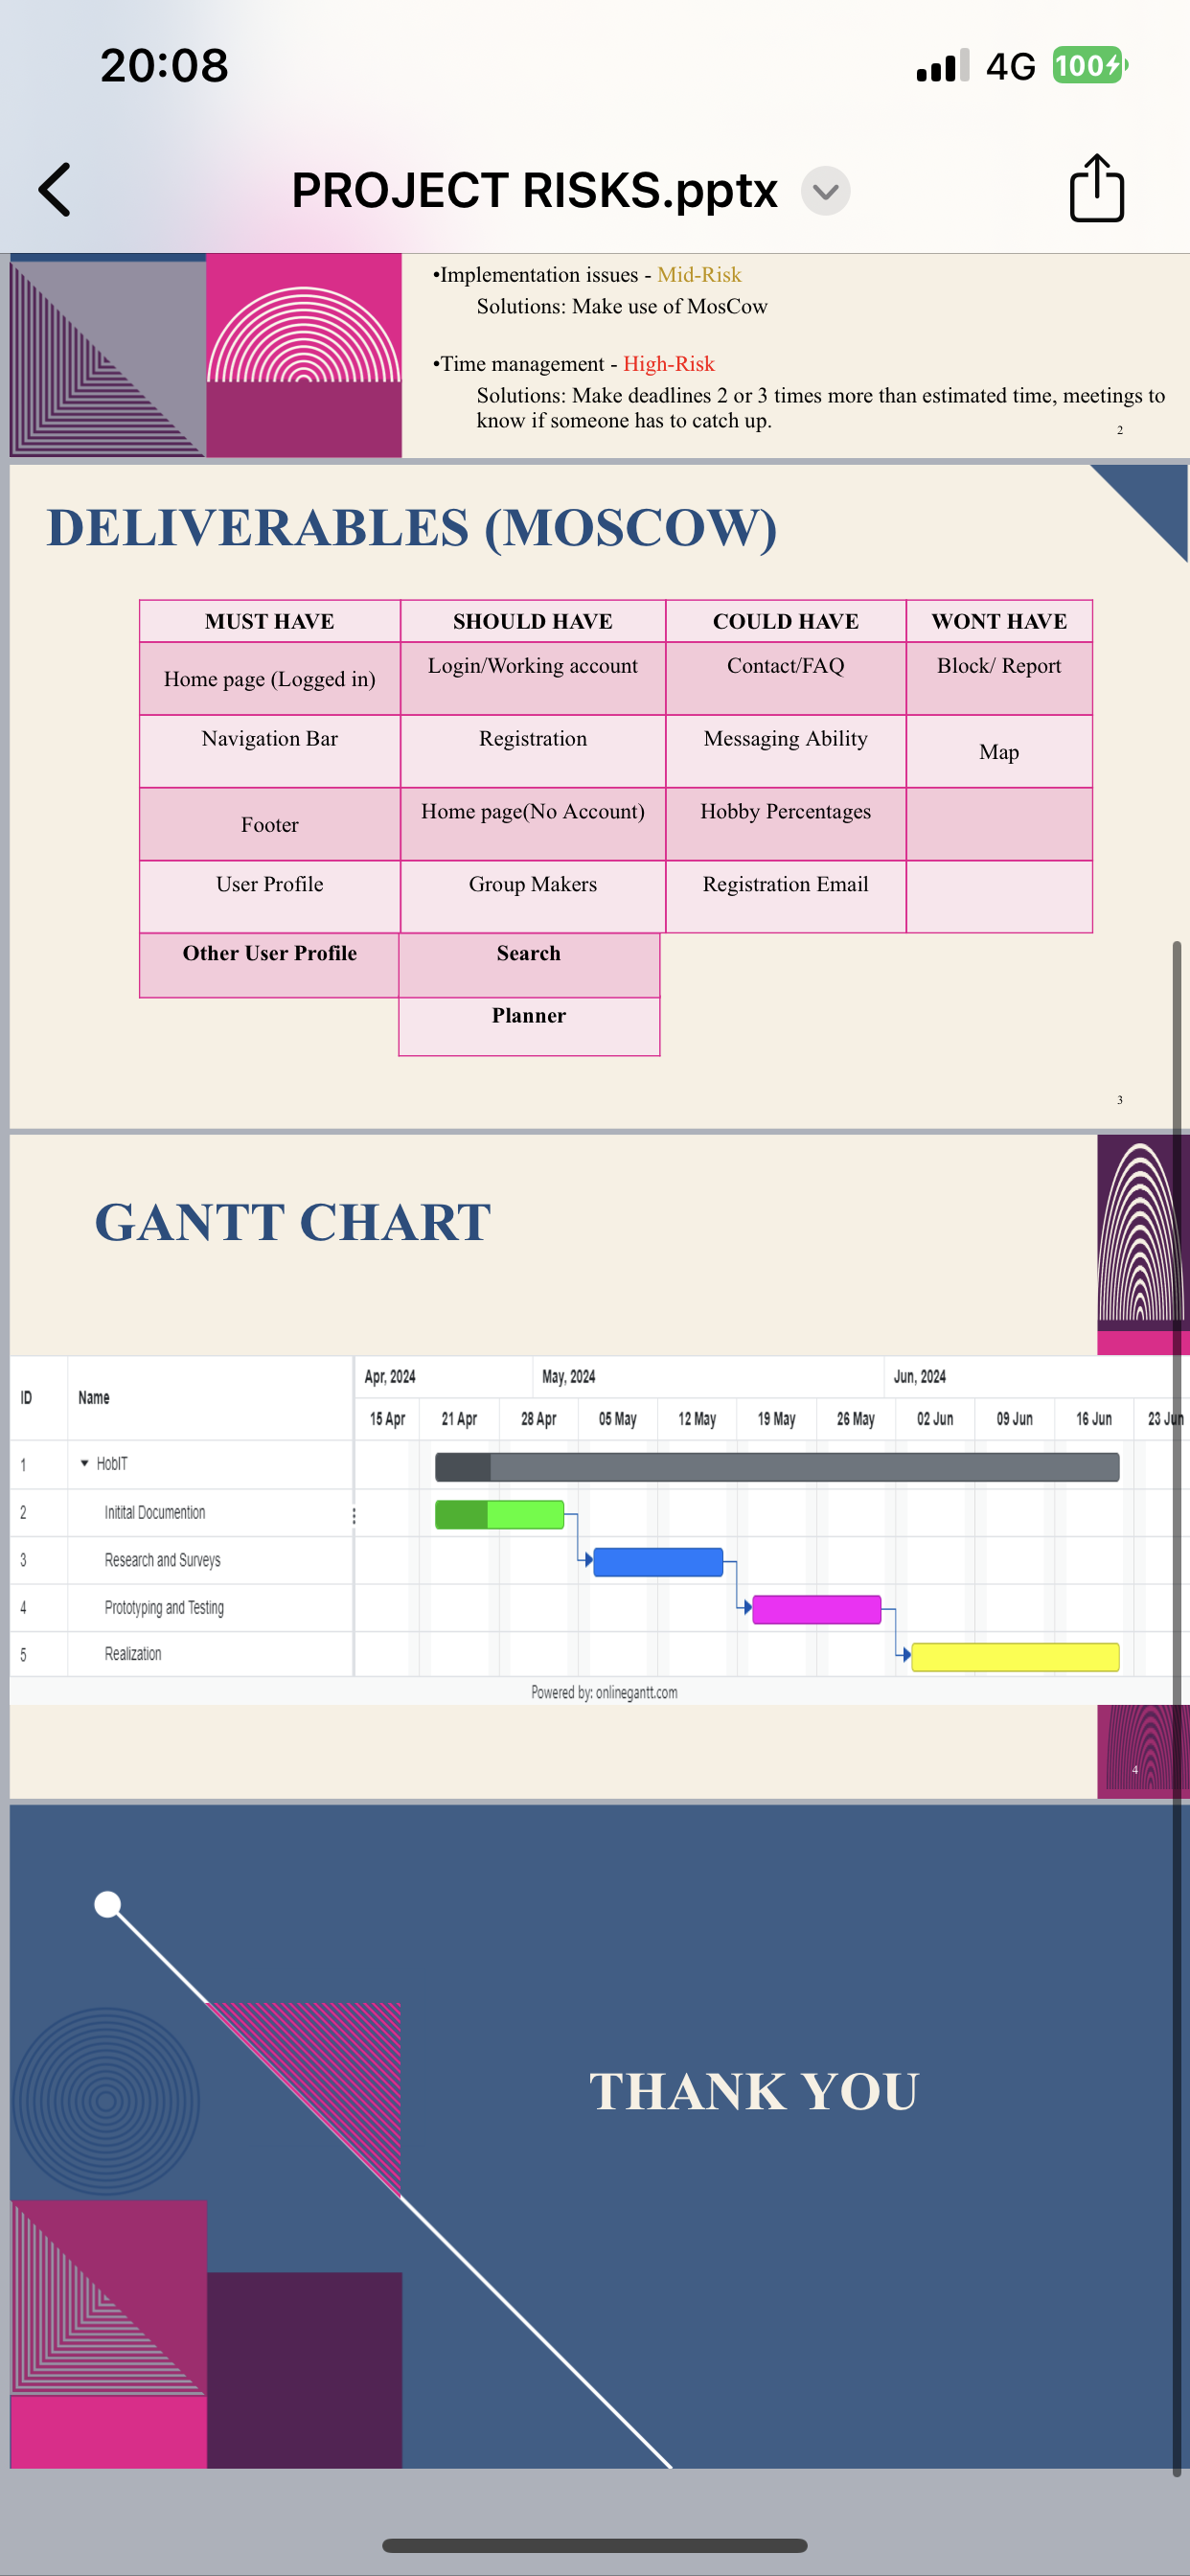 20:08
4G
100
PROJECT RISKS.pptx
•Implementation issues - Mid-Risk
Solutions: Make use of MosCow
•Time management - High-Risk
Solutions: Make deadlines 2 or 3 times more than estimated time, meetings to
know if someone has to catch up.
2
DELIVERABLES (MOSCOW)
MUST HAVE SHOULD HAVE COULD HAVE WONT HAVE
Home page (Logged in) Login/Working account Contact/FAQ Block/ Report
Navigation Bar Registration Messaging Ability Map
Footer Home page(No Account) Hobby Percentages
User Profile Group Makers Registration Email
Other User Profile Search
Planner
3
GANTT CHART
ID Name Apr, 2024 May, 2024 Jun, 2024
15 Apr 21 Apr 28 Apr 05 May 12 May 19 May 26 May 02 Jun 09 Jun 16 Jun 23 Jun
1 HobIT
2 Initital Documention
3 Research and Surveys
4 Prototyping and Testing
5 Realization
Powered by: onlinegantt.com
4
THANK YOU